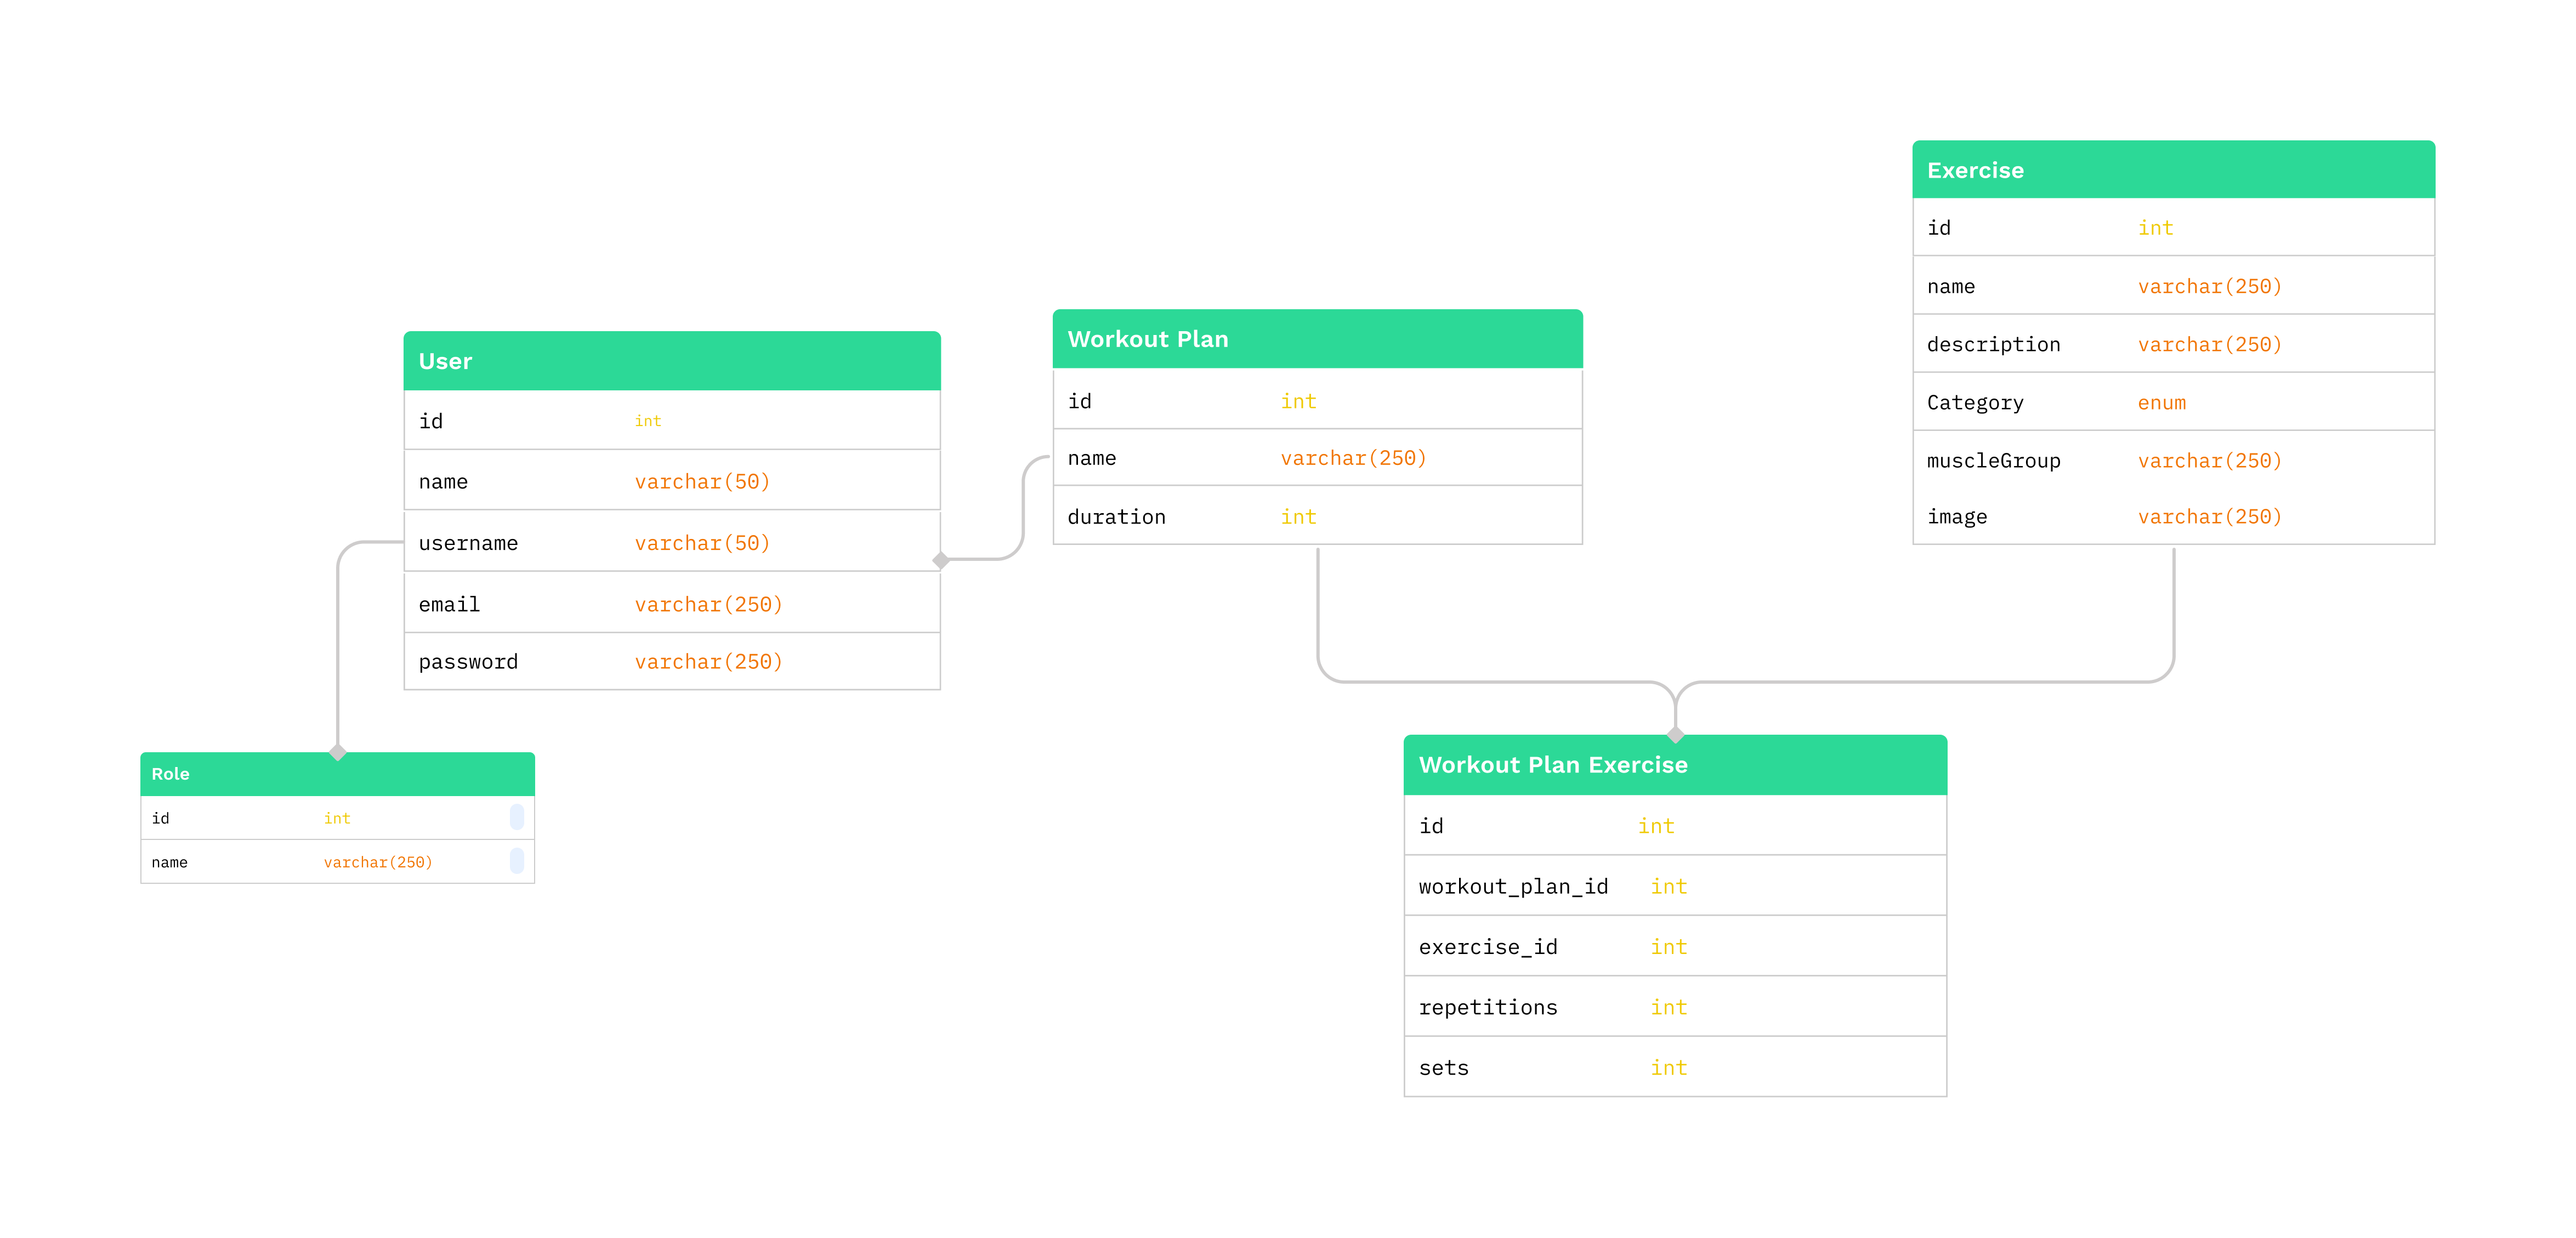 User
id int
name varchar(50)
username varchar(50)
email varchar(250)
password varchar(250)
Role
id int
name varchar(250)
Workout Plan
id int
name varchar(250)
duration int
Exercise
id int
name varchar(250)
description varchar(250)
Category enum
muscleGroup varchar(250)
image varchar(250)
Workout Plan Exercise
id int
workout_plan_id int
exercise_id int
repetitions int
sets int